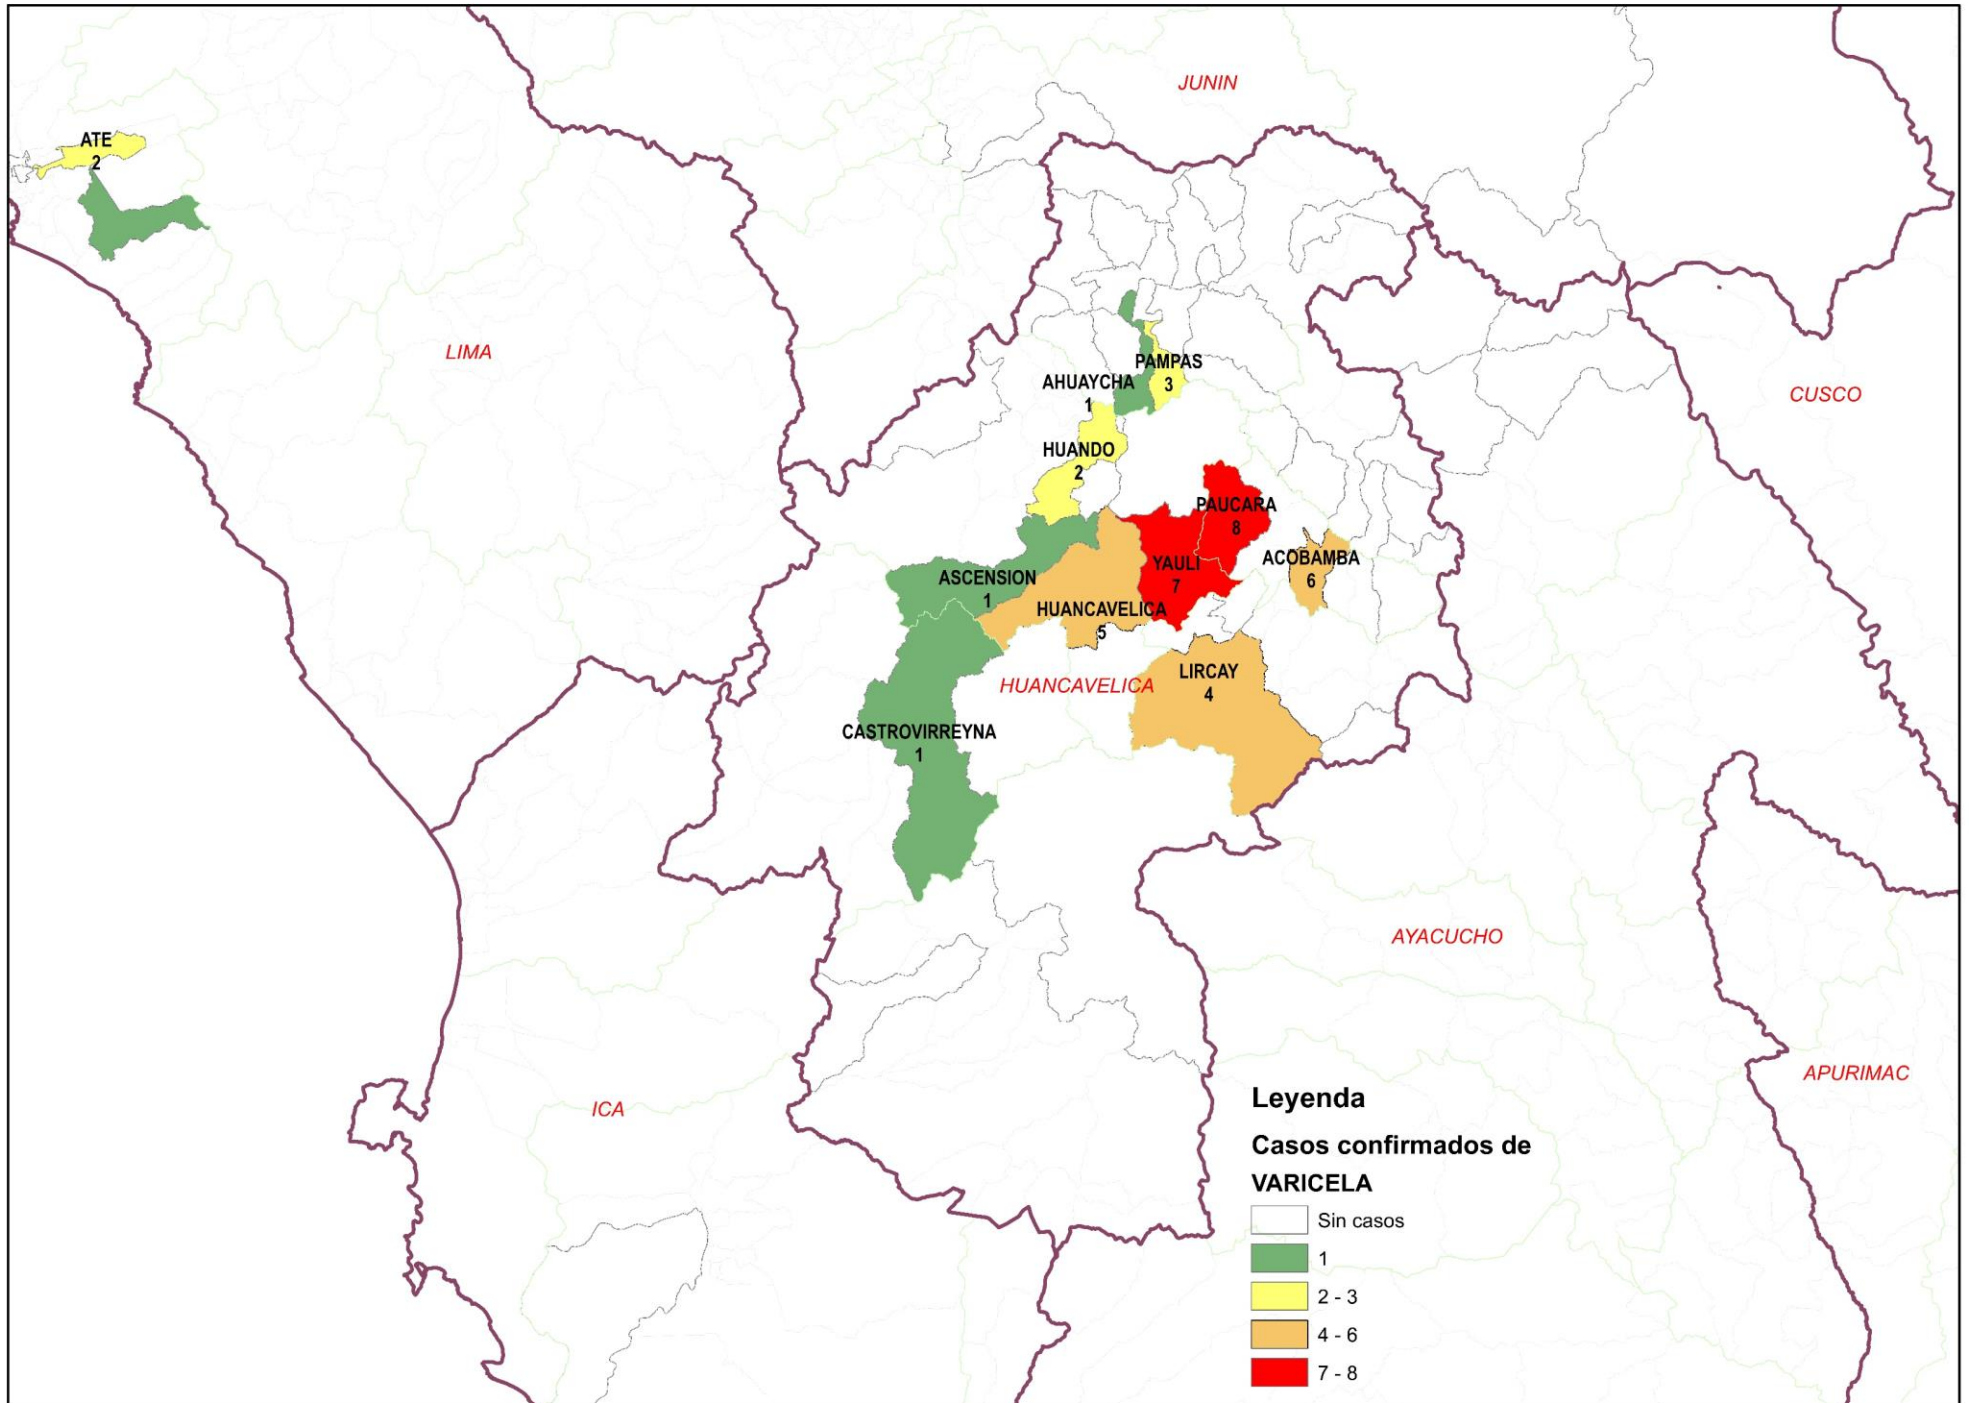 JUNIN
ATE
2
LIMA
PAMPAS
3
AHUAYCHA
1
CUSCO
HUANDO
2
PAUCARA
8
YAULI
7
ACOBAMBA
6
ASCENSION
1
HUANCAVELICA
5
LIRCAY
4
HUANCAVELICA
CASTROVIRREYNA
1
AYACUCHO
APURIMAC
ICA
Leyenda
Casos confirmados de
VARICELA
Sin casos
1
2 - 3
4 - 6
7 - 8